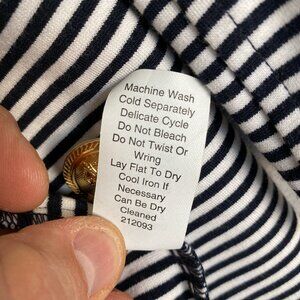 Machine Wash
Cold Separately
Delicate Cycle
Do Not Bleach
Do Not Twist Or
Wring
Lay Flat To Dry
Cool Iron If
Necessary
Can Be Dry
Cleaned
212093